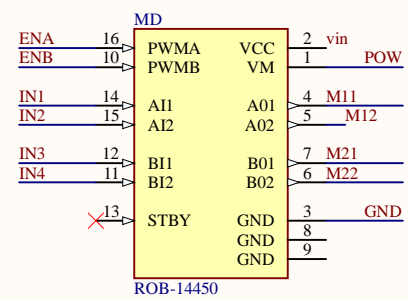 MD
ENA 16 PWMA VCC 2 vin
ENB 10 PWMB VM 1 POW
IN1 14 AI1 A01 4 M11
IN2 15 AI2 A02 5 M12
IN3 12 BI1 B01 7 M21
IN4 11 BI2 B02 6 M22
13 STBY GND 3 GND
GND 8
GND 9
ROB-14450